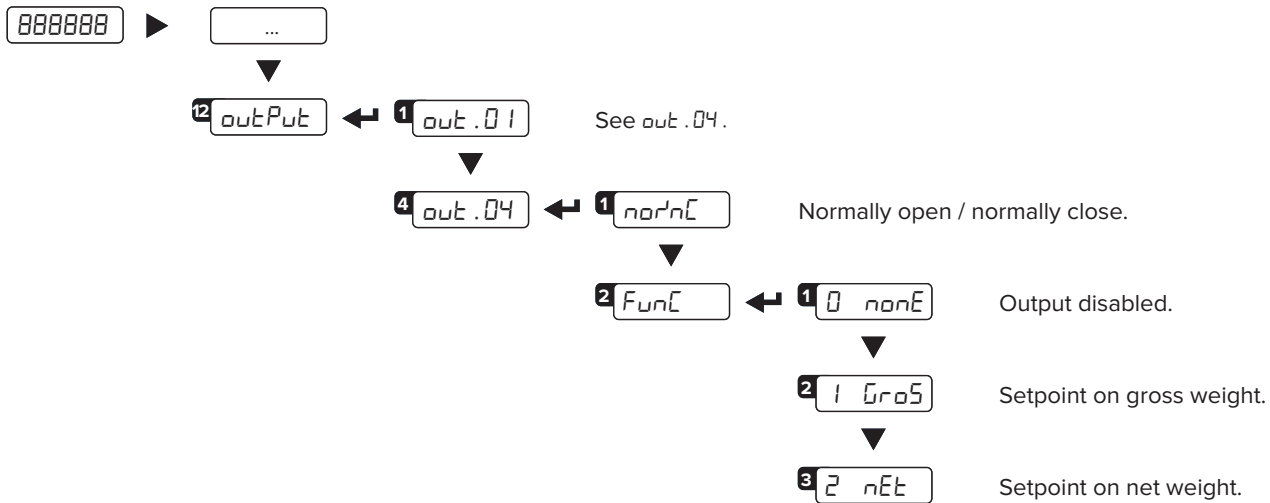 888888 ...
12 outPut 1 out.01 See out.04.
4 out.04 1 no/nC Normally open / normally close.
2 FunC 1 0 nonE Output disabled.
2 1 GroS Setpoint on gross weight.
3 2 nEt Setpoint on net weight.